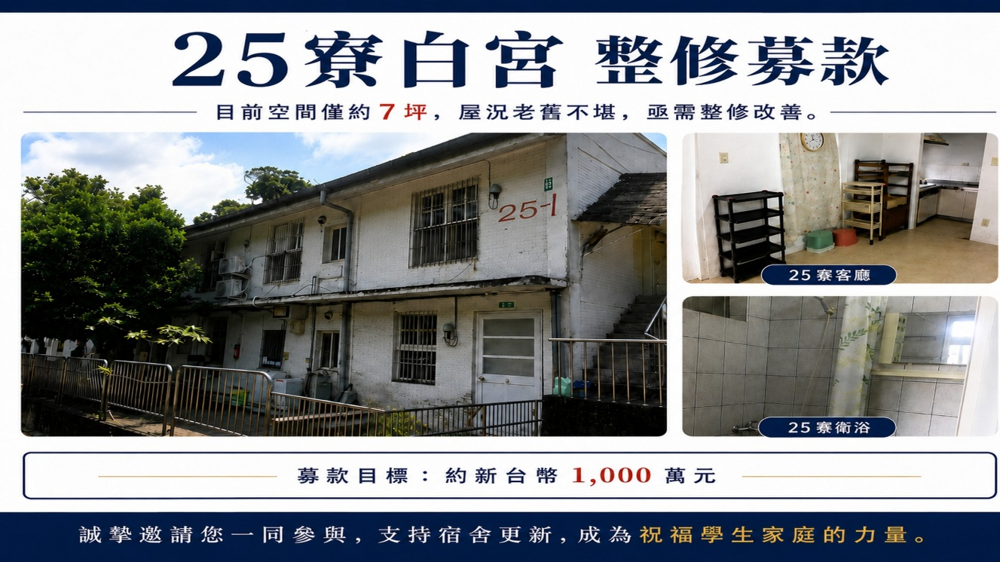 25寮白宮 整修募款
目前空間僅約 7 坪，屋況老舊不堪，亟需整修改善。
25-1
25寮客廳
25寮衛浴
募款目標：約新台幣 1,000 萬元
誠摯邀請您一同參與，支持宿舍更新，成為祝福學生家庭的力量。